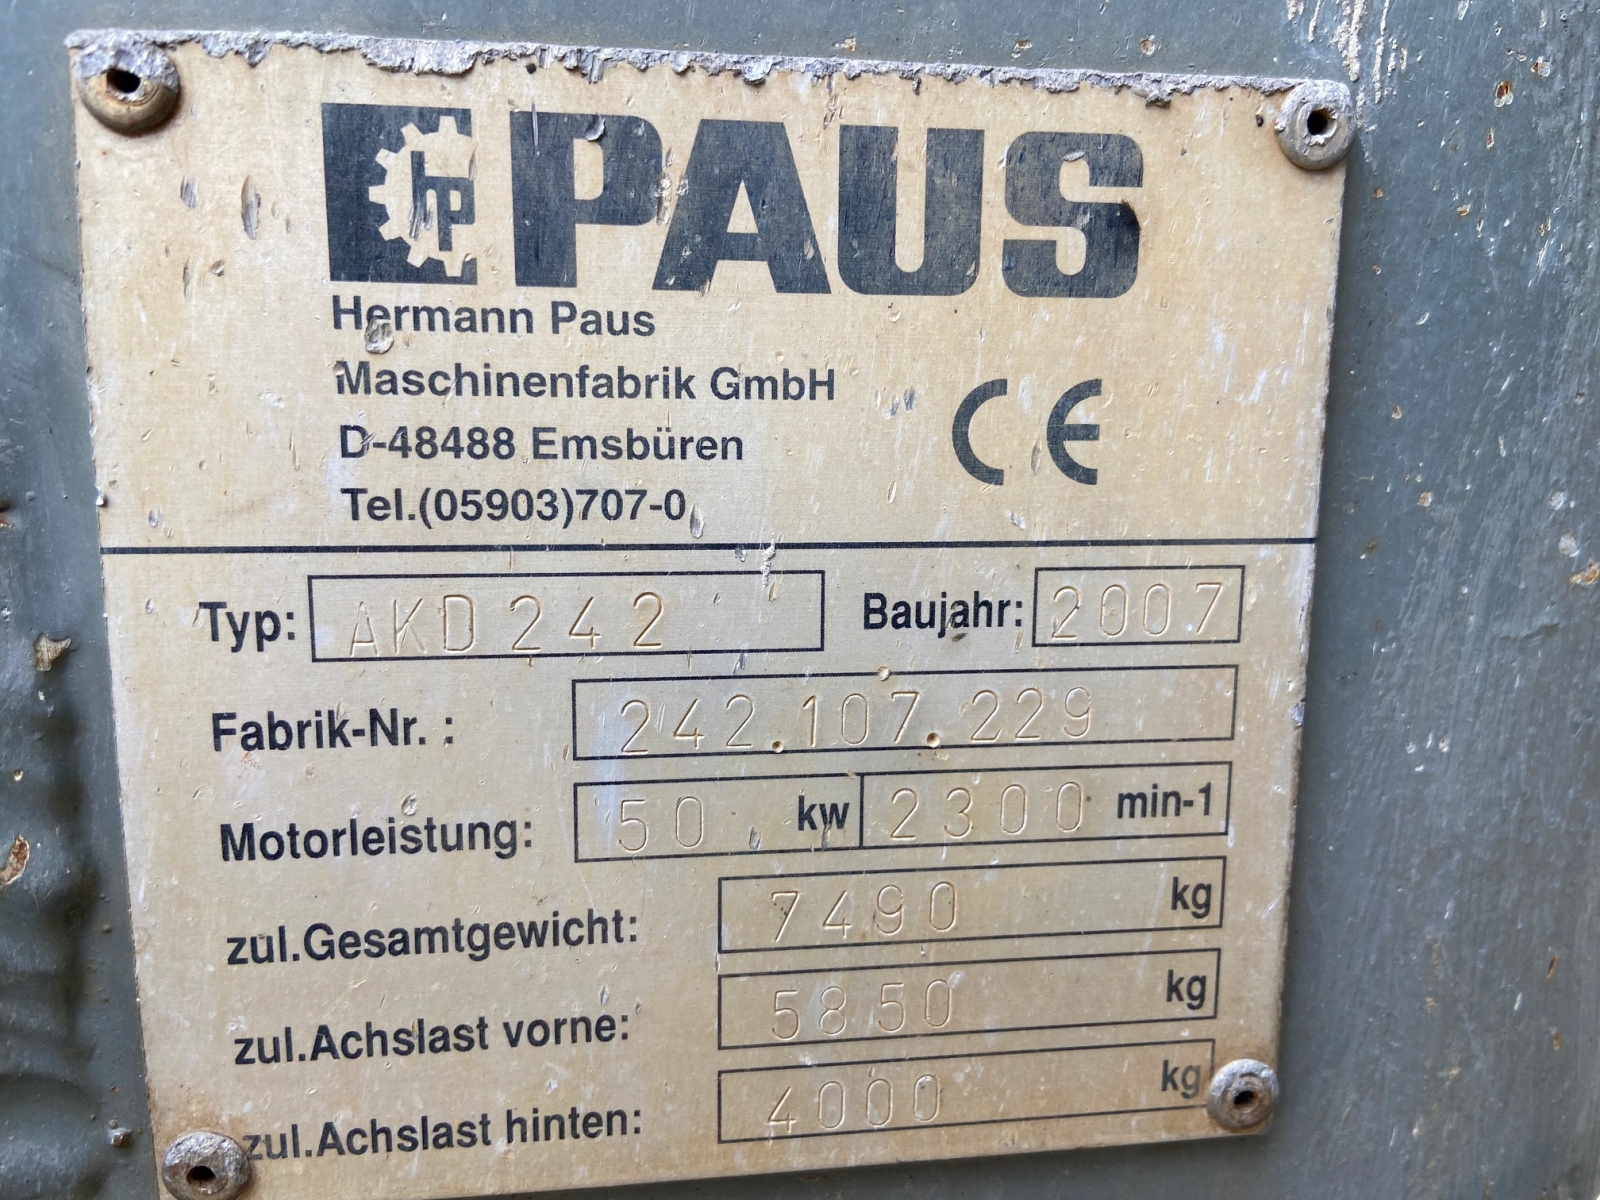 hp PAUS
Hermann Paus
Maschinenfabrik GmbH
D-48488 Emsbüren
Tel.(05903)707-0
CE
Typ: AKD 242 Baujahr: 2007
Fabrik-Nr. : 242.107.229
Motorleistung: 50 kw 2300 min-1
zul.Gesamtgewicht: 7490 kg
zul.Achslast vorne: 5850 kg
zul.Achslast hinten: 4000 kg